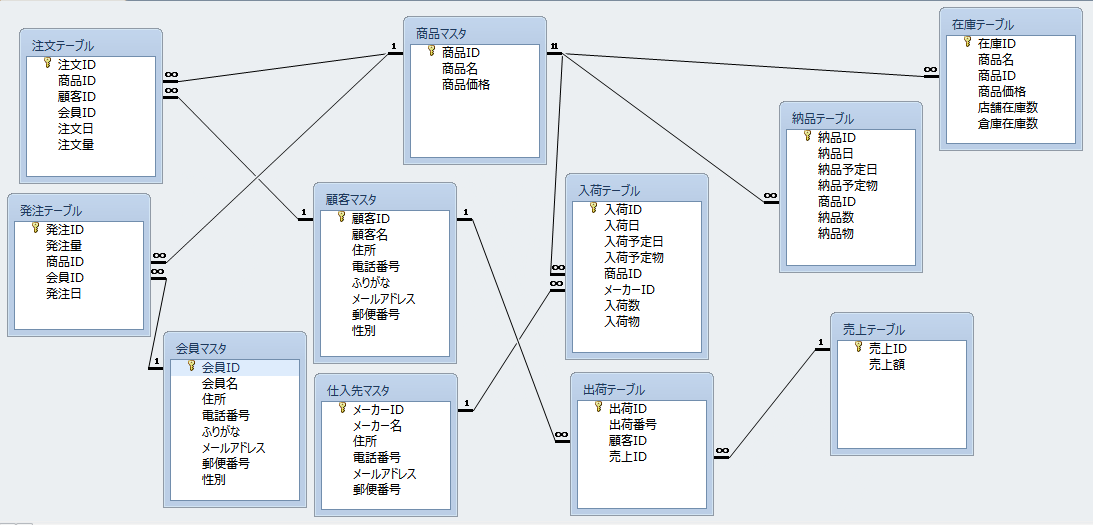 注文テーブル
注文ID
商品ID
顧客ID
会員ID
注文日
注文量
商品マスタ
商品ID
商品名
商品価格
在庫テーブル
在庫ID
商品名
商品ID
商品価格
店舗在庫数
倉庫在庫数
納品テーブル
納品ID
納品日
納品予定日
納品予定物
商品ID
納品数
納品物
発注テーブル
発注ID
発注量
商品ID
会員ID
発注日
顧客マスタ
顧客ID
顧客名
住所
電話番号
ふりがな
メールアドレス
郵便番号
性別
入荷テーブル
入荷ID
入荷日
入荷予定日
入荷予定物
商品ID
メーカーID
入荷数
入荷物
会員マスタ
会員ID
会員名
住所
電話番号
ふりがな
メールアドレス
郵便番号
性別
仕入先マスタ
メーカーID
メーカー名
住所
電話番号
メールアドレス
郵便番号
出荷テーブル
出荷ID
出荷番号
顧客ID
売上ID
売上テーブル
売上ID
売上額
1
11
1
1
1
1
1
∞
∞
∞
∞
∞
∞
∞
∞
∞
∞